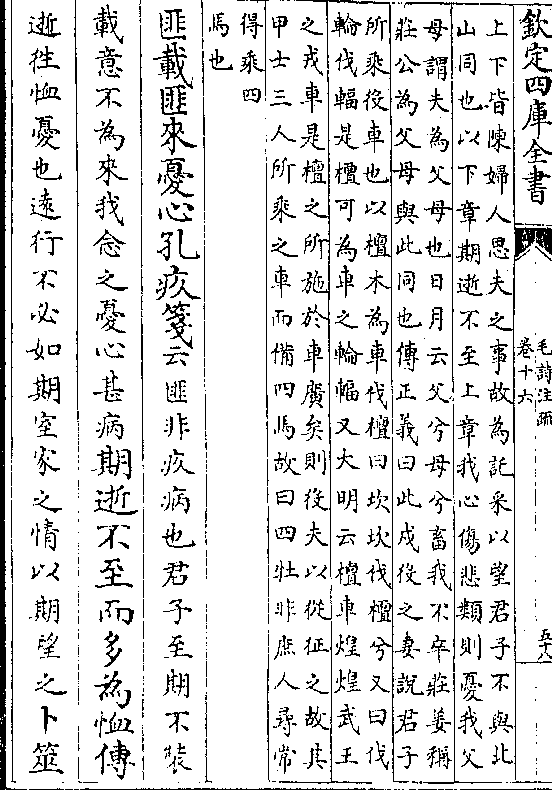 欽定四庫全書
毛詩注疏
卷十六
五十八
上下皆陳婦人思夫之事故為託采以望君子不與北
山同也以下章期逝不至上章我心傷悲類則憂我父
母謂夫為父母也日月云父兮母兮畜我不卒莊姜稱
莊公為父母與此同也傳正義曰此戍役之妻說君子
所乘役車也以檀木為車伐檀曰坎坎伐檀兮又曰伐
輪伐輻是檀可為車之輪輻又大明云檀車煌煌武王
之戎車是檀之所施於車廣矣則役夫以從征之故其
甲士三人所乘之車而備四馬故曰四牡非庶人尋常
得乘四
馬也
匪載匪來憂心孔疚箋云匪非疚病也君子至期不裝
載意不為來我念之憂心甚病期逝不至而多為恤傳
逝徃恤憂也遠行不必如期室家之情以期望之卜筮